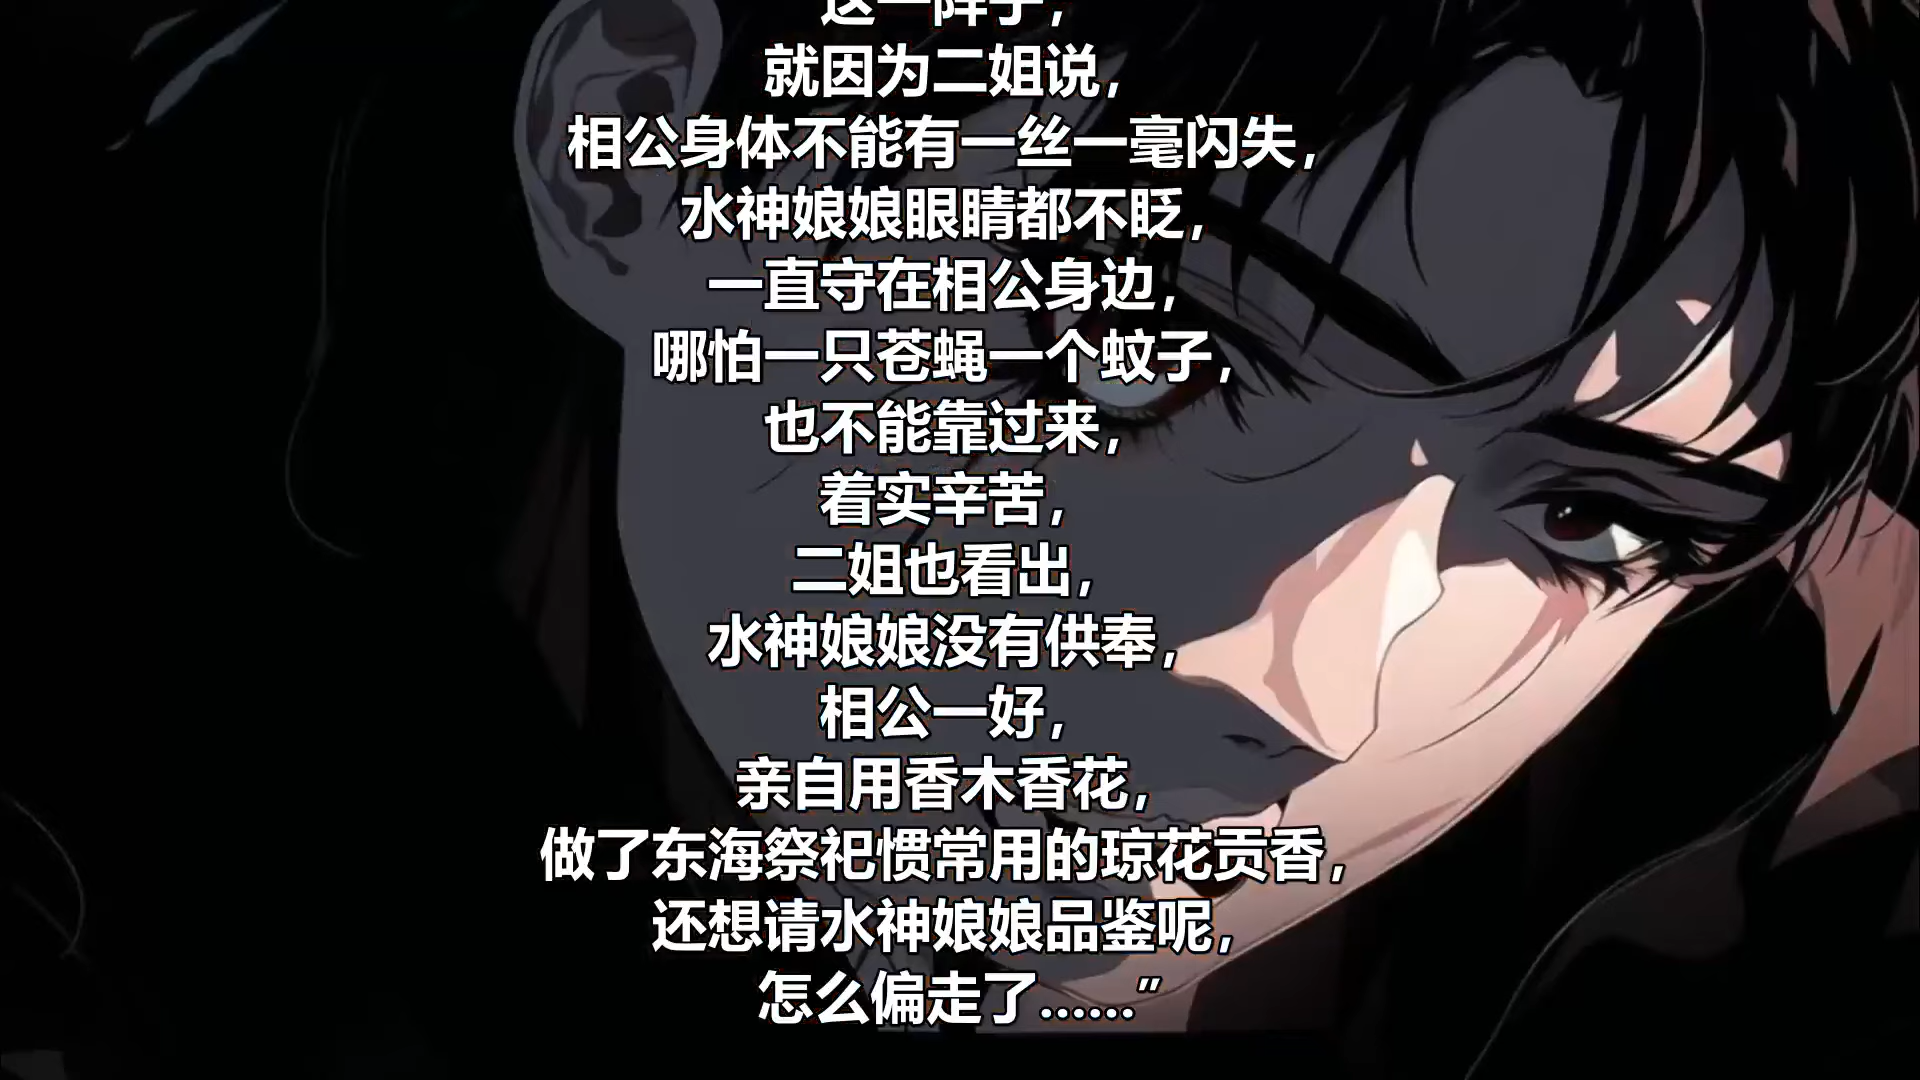 这一阵子，
就因为二姐说，
相公身体不能有一丝一毫闪失，
水神娘娘眼睛都不眨，
一直守在相公身边，
哪怕一只苍蝇一个蚊子，
也不能靠过来，
着实辛苦，
二姐也看出，
水神娘娘没有供奉，
相公一好，
亲自用香木香花，
做了东海祭祀惯常用的琼花贡香，
还想请水神娘娘品鉴呢，
怎么偏走了......”